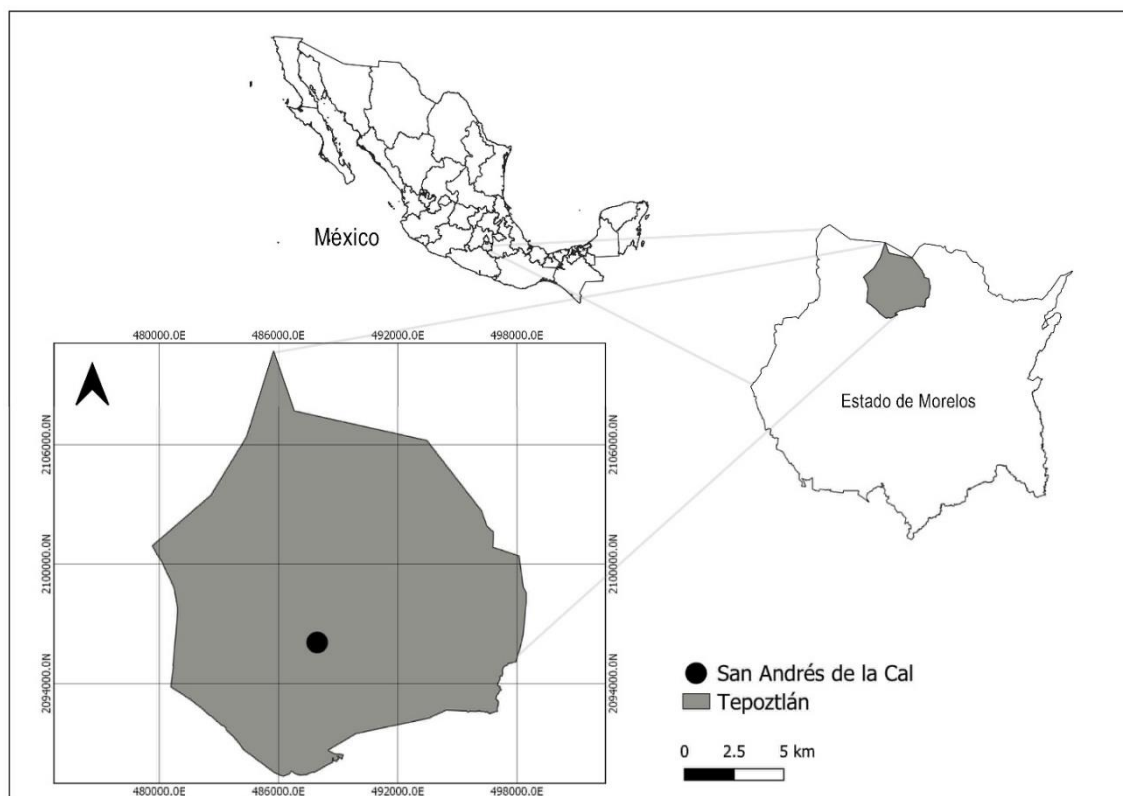 México
Estado de Morelos
480000.0E 486000.0E 492000.0E 498000.0E
2106000.0N 2106000.0N
2100000.0N 2100000.0N
2094000.0N 2094000.0N
480000.0E 486000.0E 492000.0E 498000.0E
San Andrés de la Cal
Tepoztlán
0 2.5 5 km